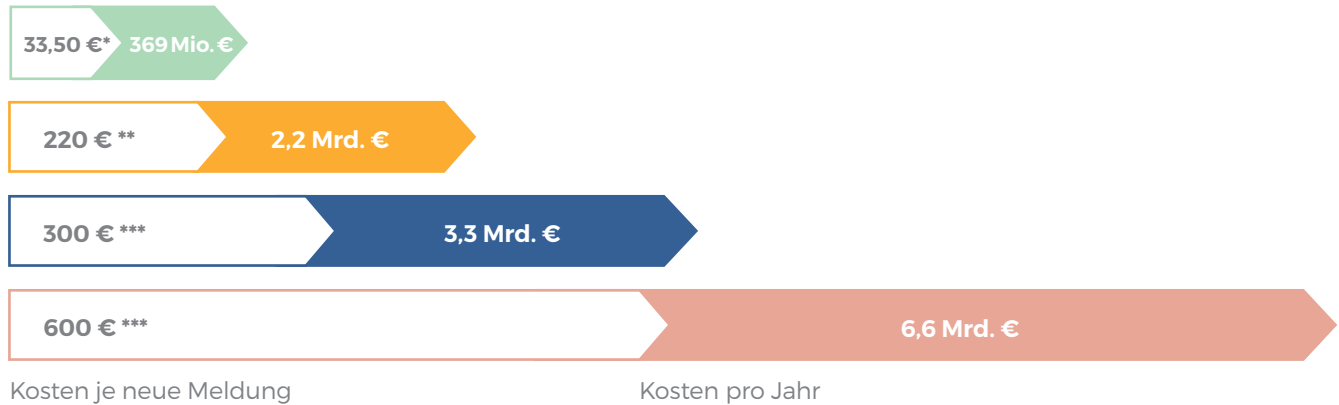 33,50 €* 369 Mio. €
220 € ** 2,2 Mrd. €
300 € *** 3,3 Mrd. €
600 € *** 6,6 Mrd. €
Kosten je neue Meldung Kosten pro Jahr